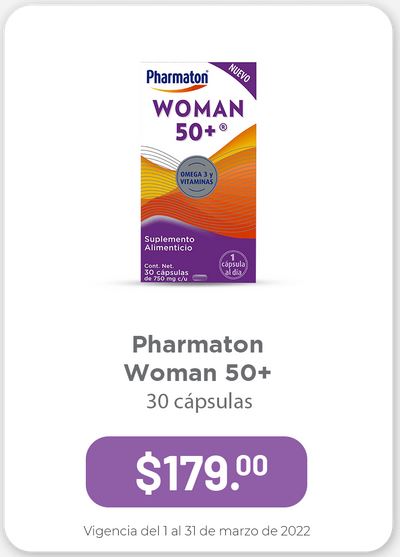 Pharmaton
NUEVO
WOMAN
50+®
OMEGA 3 y
VITAMINAS
Suplemento
Alimenticio
Cont. Net.
30 cápsulas
de 750 mg c/u
1
cápsula
al día
Pharmaton
Woman 50+
30 cápsulas
$179.00
Vigencia del 1 al 31 de marzo de 2022